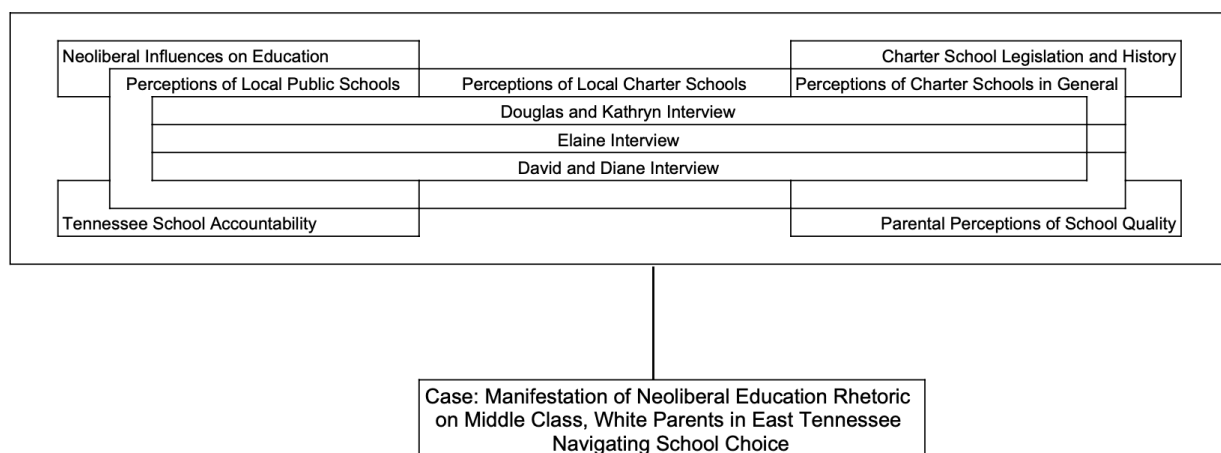 Neoliberal Influences on Education
Charter School Legislation and History
Perceptions of Local Public Schools
Perceptions of Local Charter Schools
Perceptions of Charter Schools in General
Douglas and Kathryn Interview
Elaine Interview
David and Diane Interview
Tennessee School Accountability
Parental Perceptions of School Quality
Case: Manifestation of Neoliberal Education Rhetoric
on Middle Class, White Parents in East Tennessee
Navigating School Choice